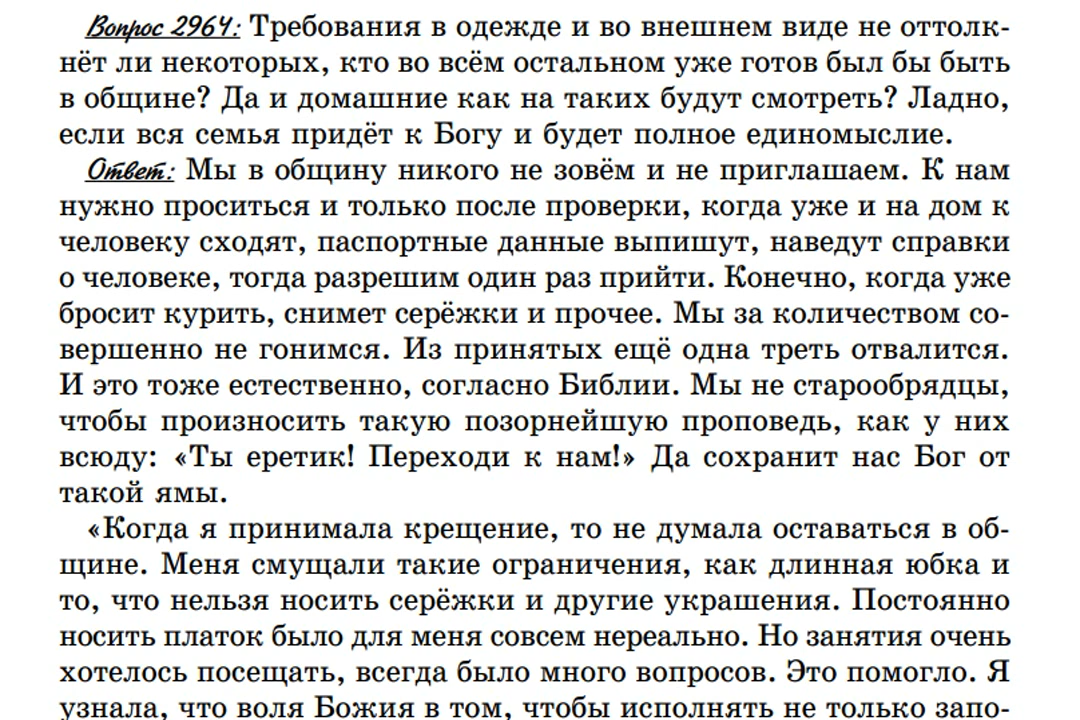 Вопрос 2964: Требования в одежде и во внешнем виде не оттолк-
нёт ли некоторых, кто во всём остальном уже готов был бы быть
в общине? Да и домашние как на таких будут смотреть? Ладно,
если вся семья придёт к Богу и будет полное единомыслие.
Ответ: Мы в общину никого не зовём и не приглашаем. К нам
нужно проситься и только после проверки, когда уже и на дом к
человеку сходят, паспортные данные выпишут, наведут справки
о человеке, тогда разрешим один раз прийти. Конечно, когда уже
бросит курить, снимет серёжки и прочее. Мы за количеством со-
вершенно не гонимся. Из принятых ещё одна треть отвалится.
И это тоже естественно, согласно Библии. Мы не старообрядцы,
чтобы произносить такую позорнейшую проповедь, как у них
всюду: «Ты еретик! Переходи к нам!» Да сохранит нас Бог от
такой ямы.
«Когда я принимала крещение, то не думала оставаться в об-
щине. Меня смущали такие ограничения, как длинная юбка и
то, что нельзя носить серёжки и другие украшения. Постоянно
носить платок было для меня совсем нереально. Но занятия очень
хотелось посещать, всегда было много вопросов. Это помогло. Я
узнала, что воля Божия в том, чтобы исполнять не только запо-